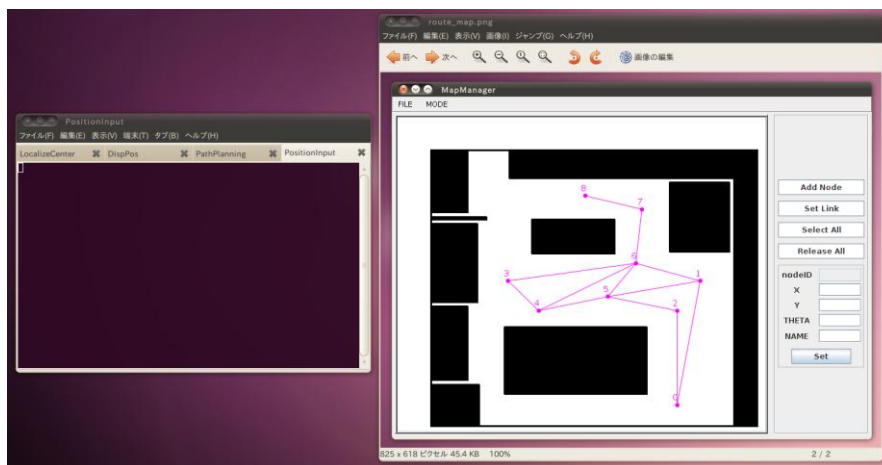 PositionInput
ファイル(F) 編集(E) 表示(V) 端末(T) タブ(B) ヘルプ(H)
LocalizeCenter DispPos PathPlanning PositionInput
route_map.png
ファイル(F) 編集(E) 表示(V) 画像(I) ジャンプ(G) ヘルプ(H)
前へ 次へ 画像の編集
MapManager
FILE MODE
8
7
6
3
1
4
5
2
0
Add Node
Set Link
Select All
Release All
nodeID
X
Y
THETA
NAME
Set
825 x 618 ピクセル 45.4 KB 100% 2 / 2